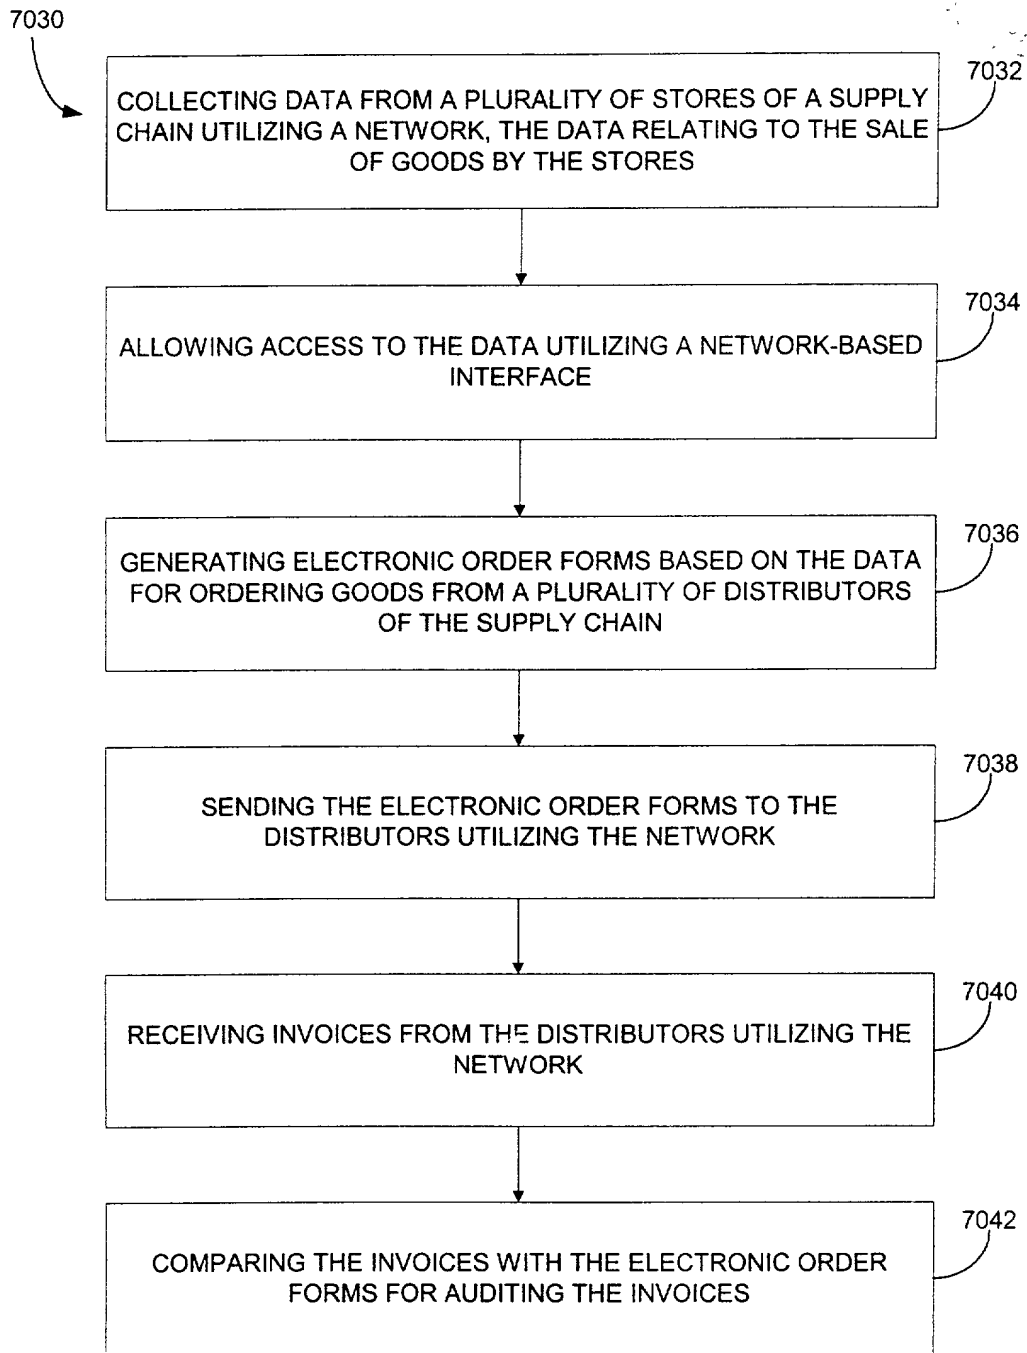 7030
7032
COLLECTING DATA FROM A PLURALITY OF STORES OF A SUPPLY
CHAIN UTILIZING A NETWORK, THE DATA RELATING TO THE SALE
OF GOODS BY THE STORES
7034
ALLOWING ACCESS TO THE DATA UTILIZING A NETWORK-BASED
INTERFACE
7036
GENERATING ELECTRONIC ORDER FORMS BASED ON THE DATA
FOR ORDERING GOODS FROM A PLURALITY OF DISTRIBUTORS
OF THE SUPPLY CHAIN
7038
SENDING THE ELECTRONIC ORDER FORMS TO THE
DISTRIBUTORS UTILIZING THE NETWORK
7040
RECEIVING INVOICES FROM THE DISTRIBUTORS UTILIZING THE
NETWORK
7042
COMPARING THE INVOICES WITH THE ELECTRONIC ORDER
FORMS FOR AUDITING THE INVOICES